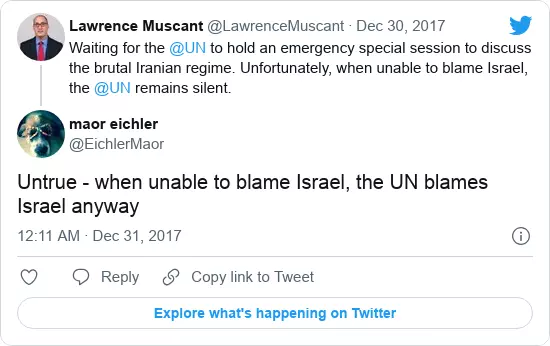 Lawrence Muscant @LawrenceMuscant · Dec 30, 2017
Waiting for the @UN to hold an emergency special session to discuss
the brutal Iranian regime. Unfortunately, when unable to blame Israel,
the @UN remains silent.
maor eichler
@EichlerMaor
Untrue - when unable to blame Israel, the UN blames
Israel anyway
12:11 AM · Dec 31, 2017
Reply Copy link to Tweet
Explore what's happening on Twitter